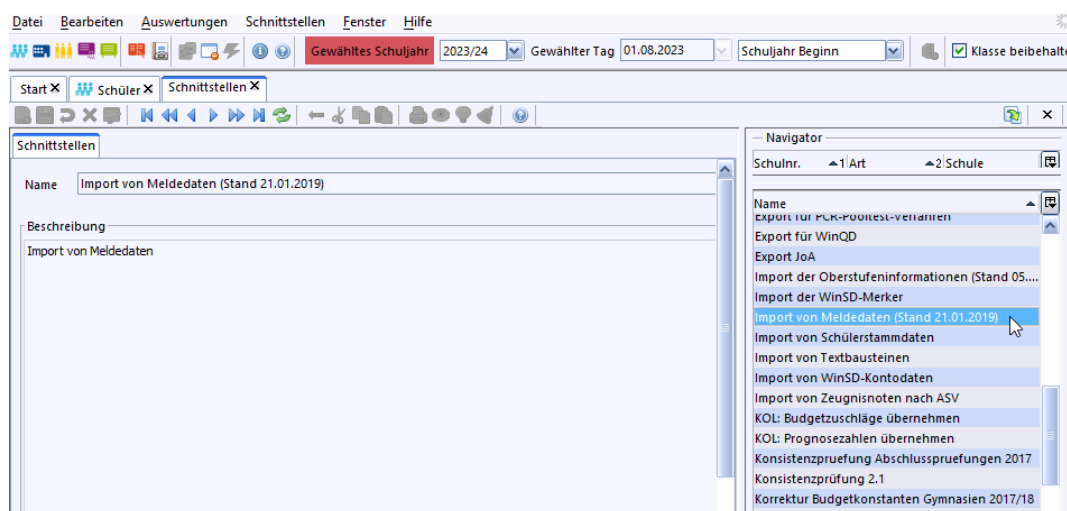 Datei Bearbeiten Auswertungen Schnittstellen Fenster Hilfe
Gewähltes Schuljahr 2023/24 Gewählter Tag 01.08.2023 Schuljahr Beginn Klasse beibehalte
Start Schüler Schnittstellen
Schnittstellen
Name Import von Meldedaten (Stand 21.01.2019)
Beschreibung
Import von Meldedaten
Navigator
Schulnr. 1 Art 2 Schule
Name
Export für PCR-Pooltest-Verfahren
Export für WinQD
Export JoA
Import der Oberstufeninformationen (Stand 05....
Import der WinSD-Merker
Import von Meldedaten (Stand 21.01.2019)
Import von Schülerstammdaten
Import von Textbausteinen
Import von WinSD-Kontodaten
Import von Zeugnisnoten nach ASV
KOL: Budgetzuschläge übernehmen
KOL: Prognosezahlen übernehmen
Konsistenzpruefung Abschlusspruefungen 2017
Konsistenzprüfung 2.1
Korrektur Budgetkonstanten Gymnasien 2017/18